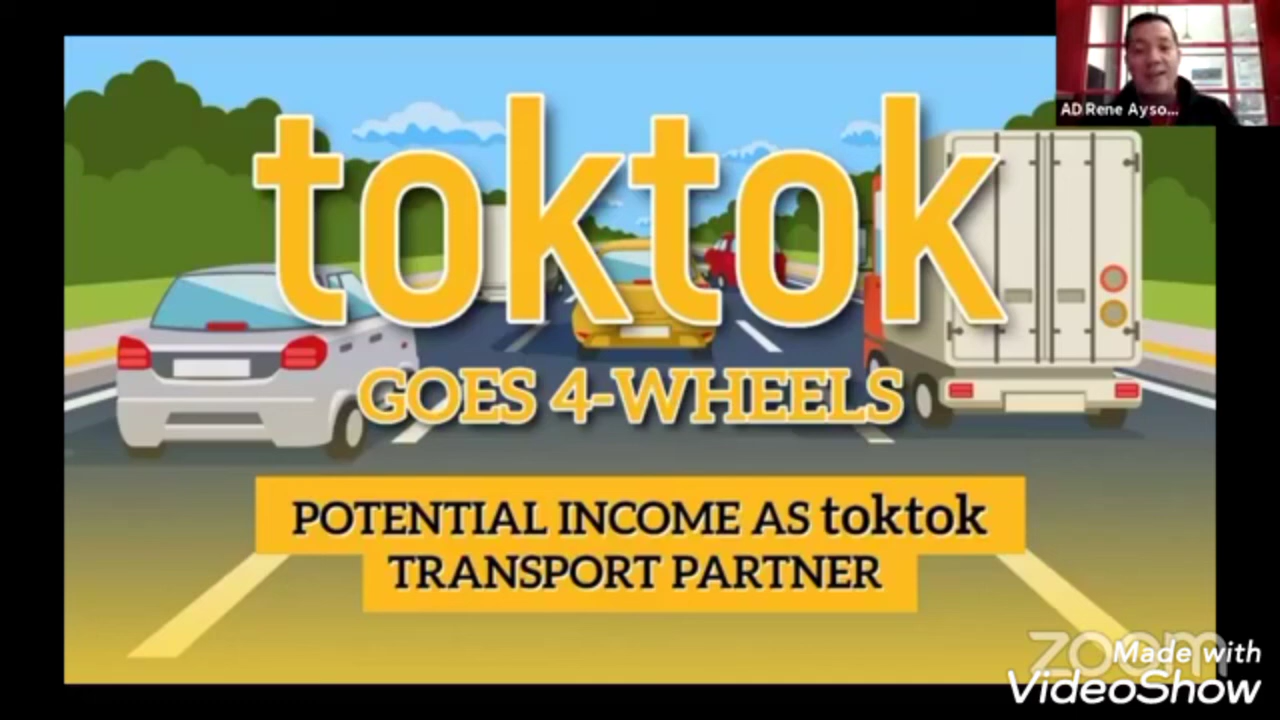 AD Rene Ayso...
toktok
GOES 4-WHEELS
POTENTIAL INCOME AS toktok
TRANSPORT PARTNER
zoom
Made with
VideoShow